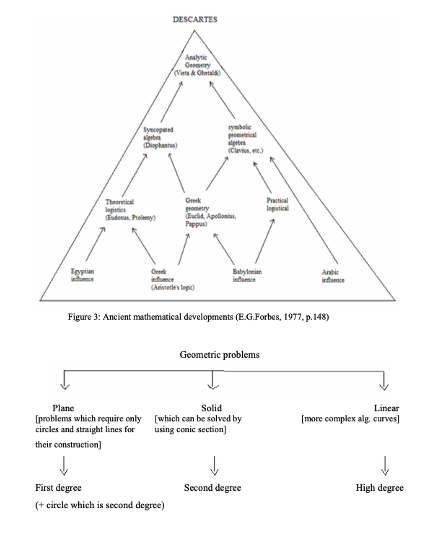 DESCARTES
Analytic
Geometry
(Vieta & Ghetaldi)
Syncopated
algebra
(Diophantus)
symbolic
geometrical
algebra
(Clavius, etc.)
Theoretical
logistics
(Eudoxus, Ptolemy)
Greek
geometry
(Euclid, Apollonius,
Pappus)
Practical
logistical
Egyptian
influence
Greek
influence
(Aristotle's logic)
Babylonian
influence
Arabic
influence
Figure 3: Ancient mathematical developments (E.G.Forbes, 1977, p.148)
Geometric problems
Plane
[problems which require only
circles and straight lines for
their construction]
Solid
[which can be solved by
using conic section]
Linear
[more complex alg. curves]
First degree
(+ circle which is second degree)
Second degree
High degree